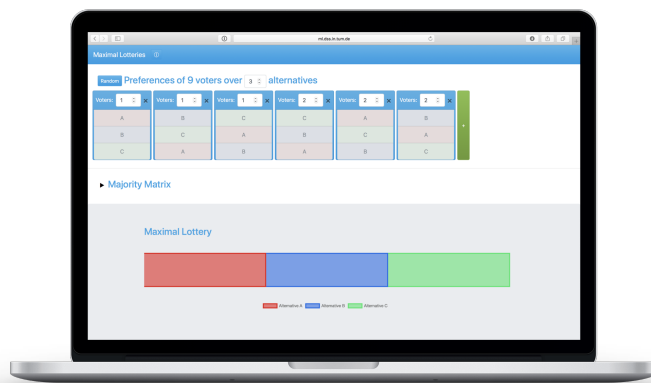 ml.dss.in.tum.de
Maximal Lotteries
Random Preferences of 9 voters over 3 alternatives
Voters: 1 Voters: 1 Voters: 1 Voters: 2 Voters: 2 Voters: 2
A B C C A B
B C A B B A
C A B A B C
Majority Matrix
Maximal Lottery
Alternative A Alternative B Alternative C